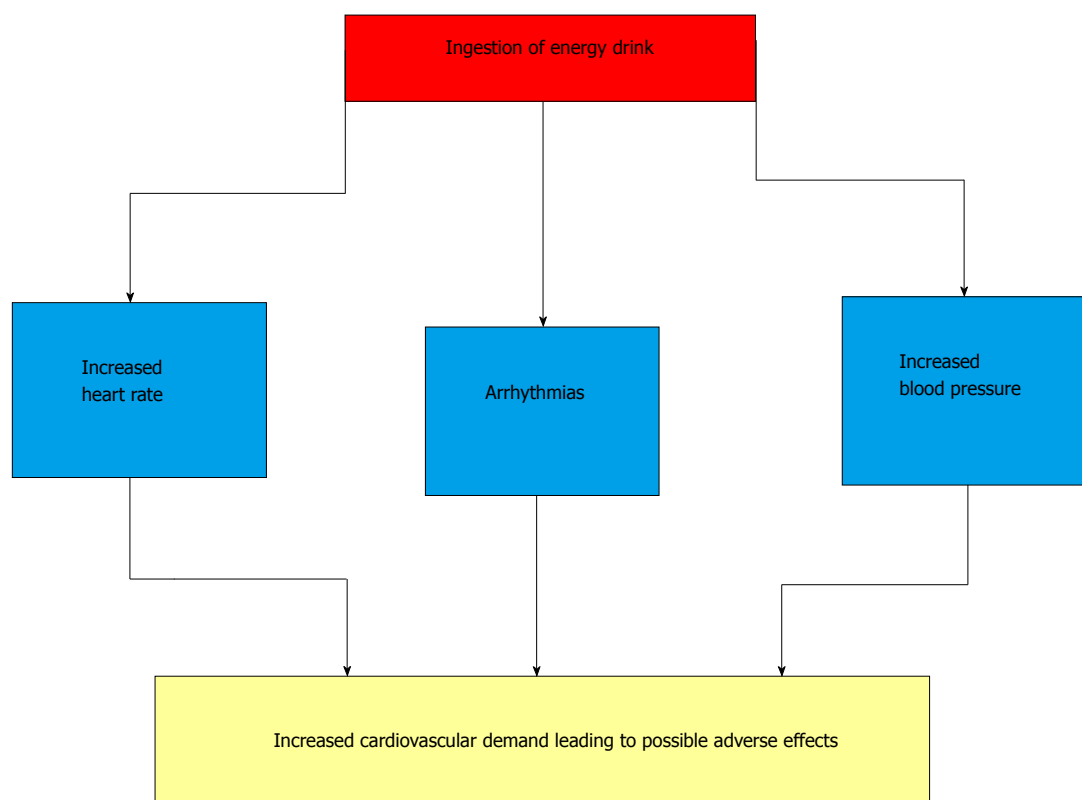 Ingestion of energy drink
Increased
heart rate
Arrhythmias
Increased
blood pressure
Increased cardiovascular demand leading to possible adverse effects